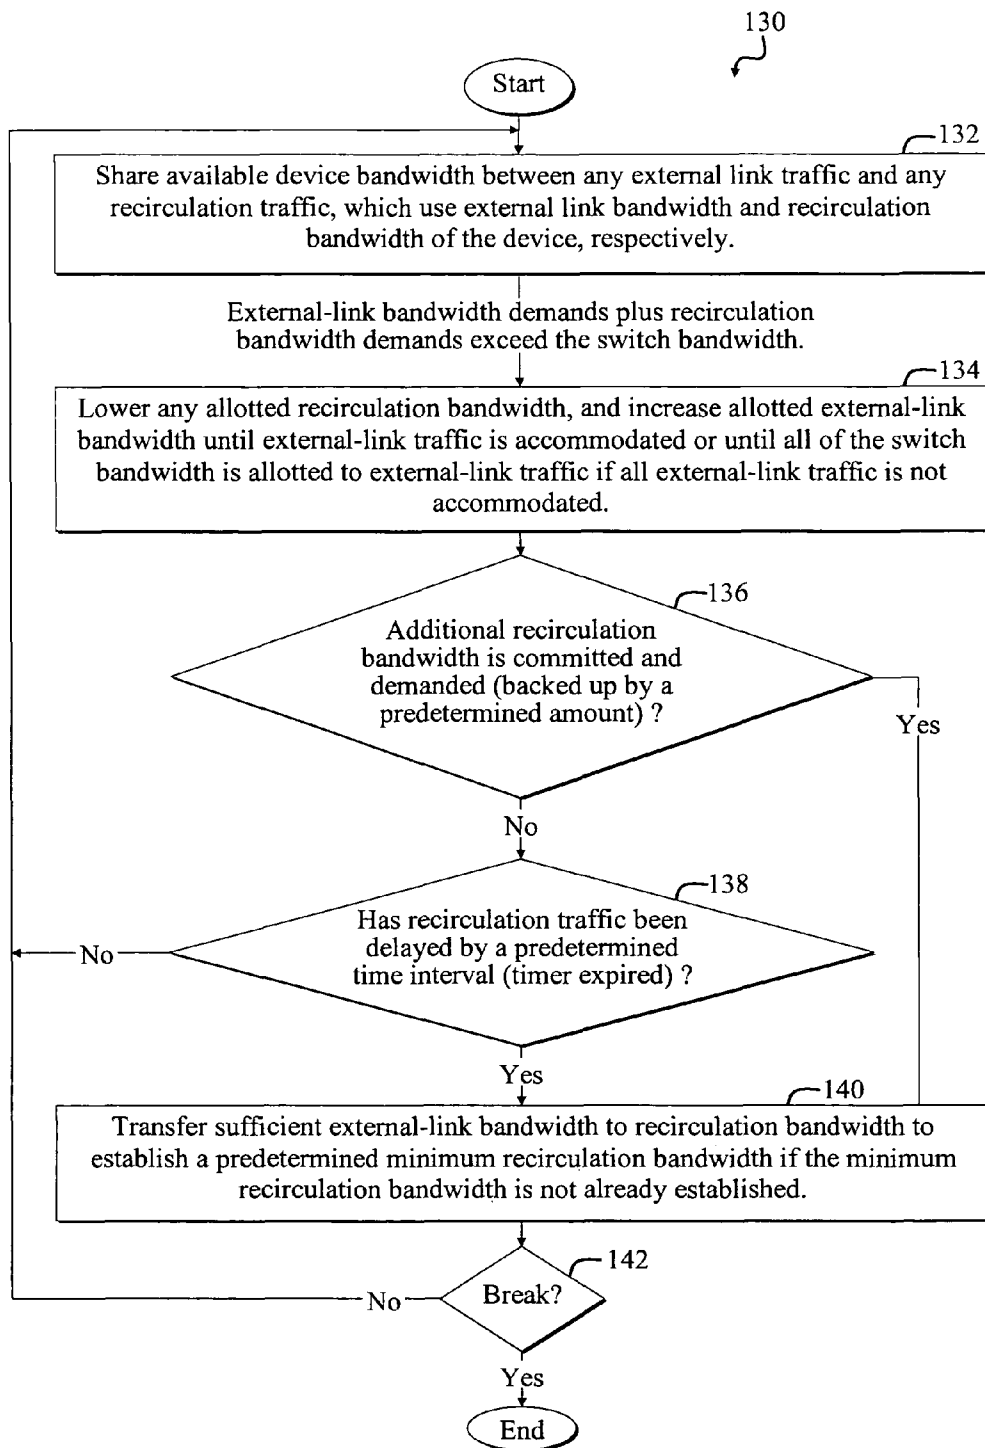 130
Start
132
Share available device bandwidth between any external link traffic and any
recirculation traffic, which use external link bandwidth and recirculation
bandwidth of the device, respectively.
External-link bandwidth demands plus recirculation
bandwidth demands exceed the switch bandwidth.
134
Lower any allotted recirculation bandwidth, and increase allotted external-link
bandwidth until external-link traffic is accommodated or until all of the switch
bandwidth is allotted to external-link traffic if all external-link traffic is not
accommodated.
136
Additional recirculation
bandwidth is committed and
demanded (backed up by a
predetermined amount) ?
Yes
No
138
Has recirculation traffic been
delayed by a predetermined
time interval (timer expired) ?
No
Yes
140
Transfer sufficient external-link bandwidth to recirculation bandwidth to
establish a predetermined minimum recirculation bandwidth if the minimum
recirculation bandwidth is not already established.
142
Break?
No
Yes
End